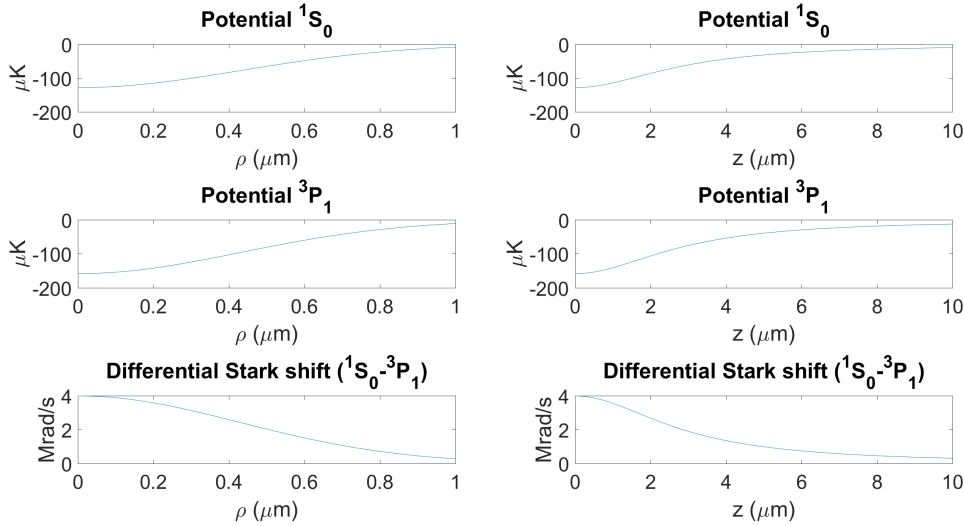 Potential ¹S₀
μK
0
-100
-200
0 0.2 0.4 0.6 0.8 1
ρ (μm)
Potential ¹S₀
μK
0
-100
-200
0 2 4 6 8 10
z (μm)
Potential ³P₁
μK
0
-100
-200
0 0.2 0.4 0.6 0.8 1
ρ (μm)
Potential ³P₁
μK
0
-100
-200
0 2 4 6 8 10
z (μm)
Differential Stark shift (¹S₀-³P₁)
Mrad/s
4
2
0
0 0.2 0.4 0.6 0.8 1
ρ (μm)
Differential Stark shift (¹S₀-³P₁)
Mrad/s
4
2
0
0 2 4 6 8 10
z (μm)